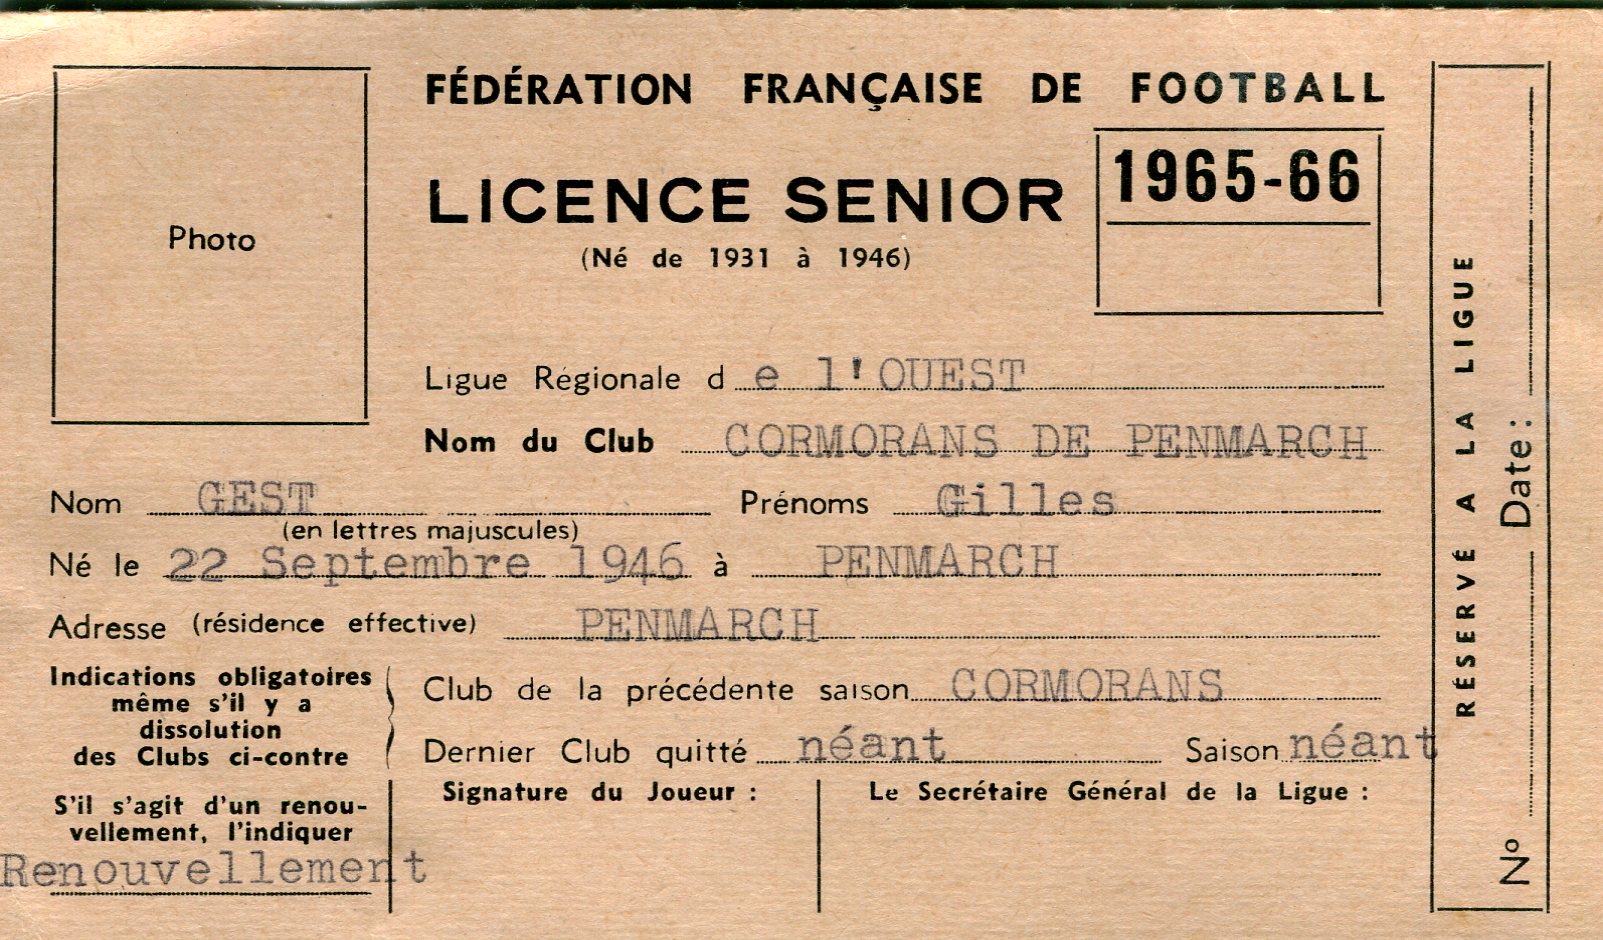 FÉDÉRATION FRANÇAISE DE FOOTBALL
Photo
LICENCE SENIOR
1965-66
(Né de 1931 à 1946)
Ligue Régionale d e l'OUEST
Nom du Club CORMORANS DE PENMARCH
Nom GEST Prénoms Gilles
(en lettres majuscules)
Né le 22 Septembre 1946 à PENMARCH
Adresse (résidence effective) PENMARCH
Indications obligatoires
même s'il y a
dissolution
des Clubs ci-contre
Club de la précédente saison CORMORANS
Dernier Club quitté néant Saison néant
S'il s'agit d'un renou-
vellement, l'indiquer
Renouvellement
Signature du Joueur :
Le Secrétaire Général de la Ligue :
RÉSERVÉ A LA LIGUE
N° Date :